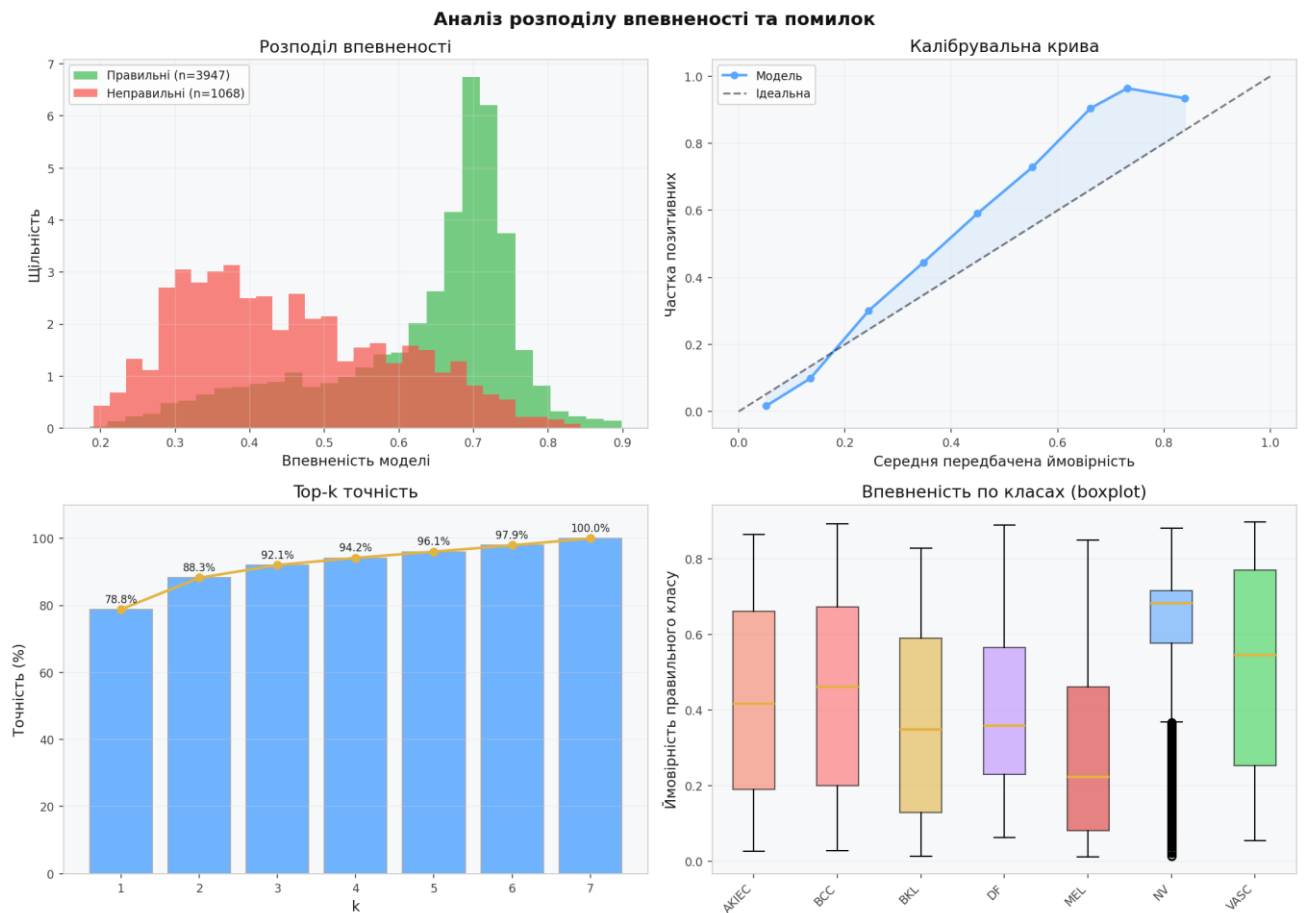 Аналіз розподілу впевненості та помилок
Розподіл впевненості
Правильні (n=3947)
Неправильні (n=1068)
Щільність
7
6
5
4
3
2
1
0
0.2 0.3 0.4 0.5 0.6 0.7 0.8 0.9
Впевненість моделі
Калібрувальна крива
Модель
Ідеальна
Частка позитивних
1.0
0.8
0.6
0.4
0.2
0.0
0.0 0.2 0.4 0.6 0.8 1.0
Середня передбачена ймовірність
Top-k точність
Точність (%)
100
80
60
40
20
0
78.8% 88.3% 92.1% 94.2% 96.1% 97.9% 100.0%
1 2 3 4 5 6 7
k
Впевненість по класах (boxplot)
Ймовірність правильного класу
0.8
0.6
0.4
0.2
0.0
AKIEC BCC BKL DF MEL NV VASC